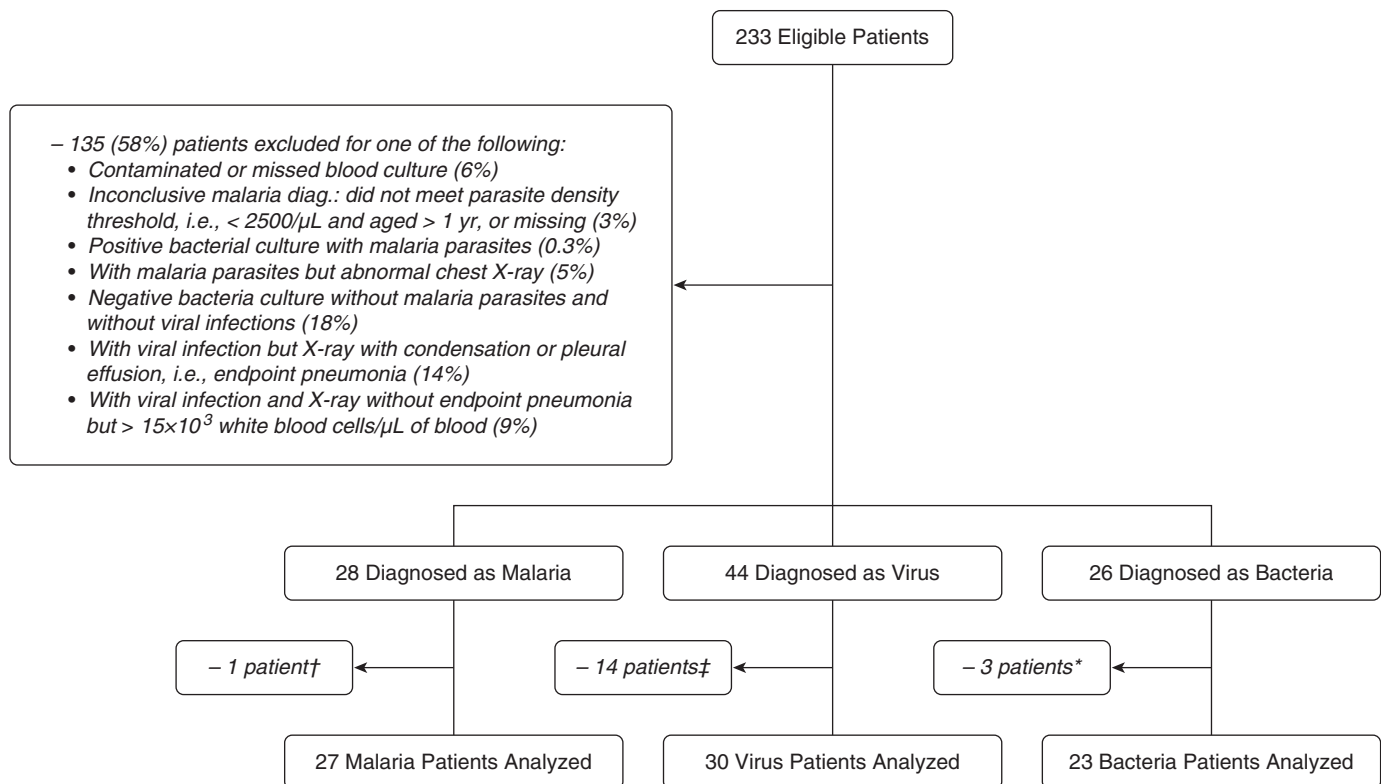 233 Eligible Patients
– 135 (58%) patients excluded for one of the following:
• Contaminated or missed blood culture (6%)
• Inconclusive malaria diag.: did not meet parasite density
threshold, i.e., < 2500/µL and aged > 1 yr, or missing (3%)
• Positive bacterial culture with malaria parasites (0.3%)
• With malaria parasites but abnormal chest X-ray (5%)
• Negative bacteria culture without malaria parasites and
without viral infections (18%)
• With viral infection but X-ray with condensation or pleural
effusion, i.e., endpoint pneumonia (14%)
• With viral infection and X-ray without endpoint pneumonia
but > 15×10³ white blood cells/µL of blood (9%)
28 Diagnosed as Malaria
44 Diagnosed as Virus
26 Diagnosed as Bacteria
– 1 patient†
– 14 patients‡
– 3 patients*
27 Malaria Patients Analyzed
30 Virus Patients Analyzed
23 Bacteria Patients Analyzed